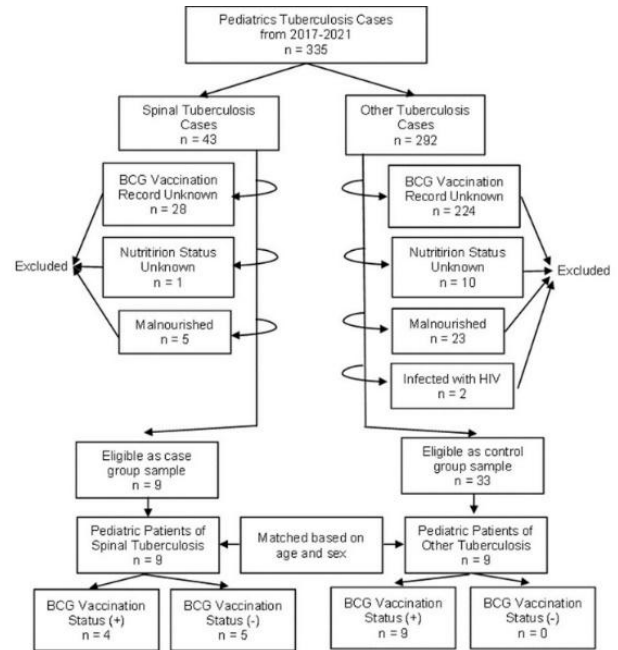 Pediatrics Tuberculosis Cases
from 2017-2021
n = 335
Spinal Tuberculosis
Cases
n = 43
Other Tuberculosis
Cases
n = 292
BCG Vaccination
Record Unknown
n = 28
BCG Vaccination
Record Unknown
n = 224
Excluded
Nutritirion Status
Unknown
n = 1
Nutritirion Status
Unknown
n = 10
Excluded
Malnourished
n = 5
Malnourished
n = 23
Infected with HIV
n = 2
Eligible as case
group sample
n = 9
Eligible as control
group sample
n = 33
Pediatric Patients of
Spinal Tuberculosis
n = 9
Matched based on
age and sex
Pediatric Patients of
Other Tuberculosis
n = 9
BCG Vaccination
Status (+)
n = 4
BCG Vaccination
Status (-)
n = 5
BCG Vaccination
Status (+)
n = 9
BCG Vaccination
Status (-)
n = 0